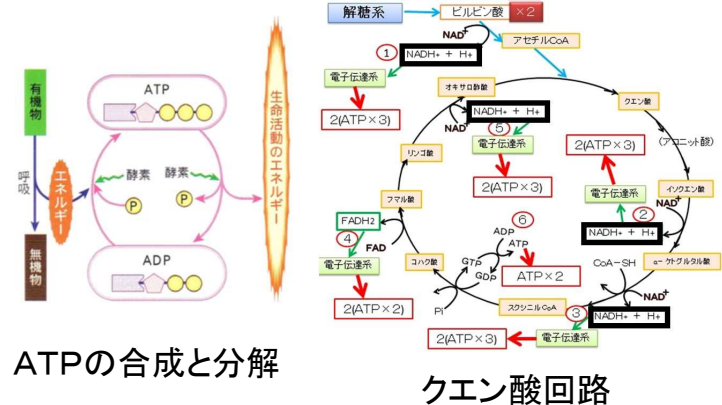 有機物
呼吸
無機物
エネルギー
ATP
酵素
酵素
P
P
ADP
生命活動のエネルギー
ATPの合成と分解
解糖系
ピルビン酸
×2
NAD+
アセチルCoA
①
NADH+ + H+
電子伝達系
2(ATP×3)
オキサロ酢酸
NADH+ + H+
NAD+
⑤
電子伝達系
2(ATP×3)
クエン酸
(アコニット酸)
2(ATP×3)
電子伝達系
イソクエン酸
NAD+
②
NADH+ + H+
リンゴ酸
フマル酸
FADH2
④
FAD
電子伝達系
2(ATP×2)
コハク酸
⑥
ADP
ATP
GTP
GDP
Pi
ATP×2
CoA-SH
α-ケトグルタル酸
NAD+
スクシニルCoA
③
NADH+ + H+
電子伝達系
2(ATP×3)
クエン酸回路